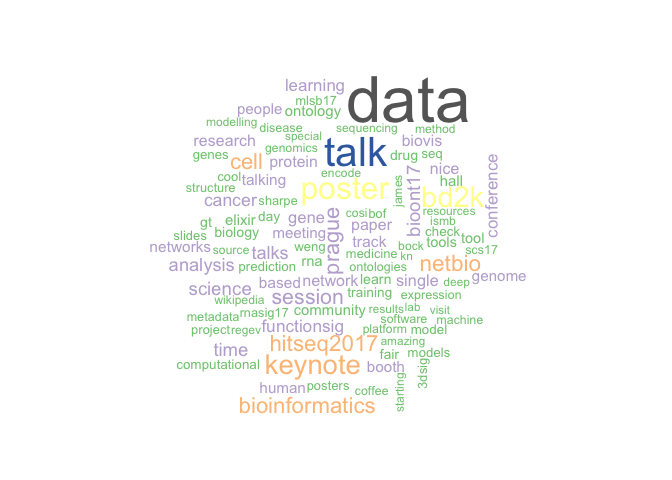 learning
data
mlsb17
people
ontology
modelling
disease
sequencing
method
special
research
talk
biovis
genes
genomics
cell
protein
drug
seq
nice
cool
talking
encode
hall
structure
poster
james
bioont17
bd2k
conference
cancer
sharpe
resources
gt
elixir
day
gene
prague
cosi
bof
ismb
slides
biology
meeting
paper
check
networks
source
talks
weng
track
bock
tools
tool
scs17
rna
medicine
kn
analysis
prediction
ontologies
netbio
science
based
network
learn
single
deep
genome
wikipedia
session
training
expression
metadata
rnasig17
community
results
lab
visit
project
regev
functionsig
software
machine
platform
model
time
hitseq2017
amazing
fair
models
computational
keynote
booth
3dsig
human
posters
coffee
starting
bioinformatics